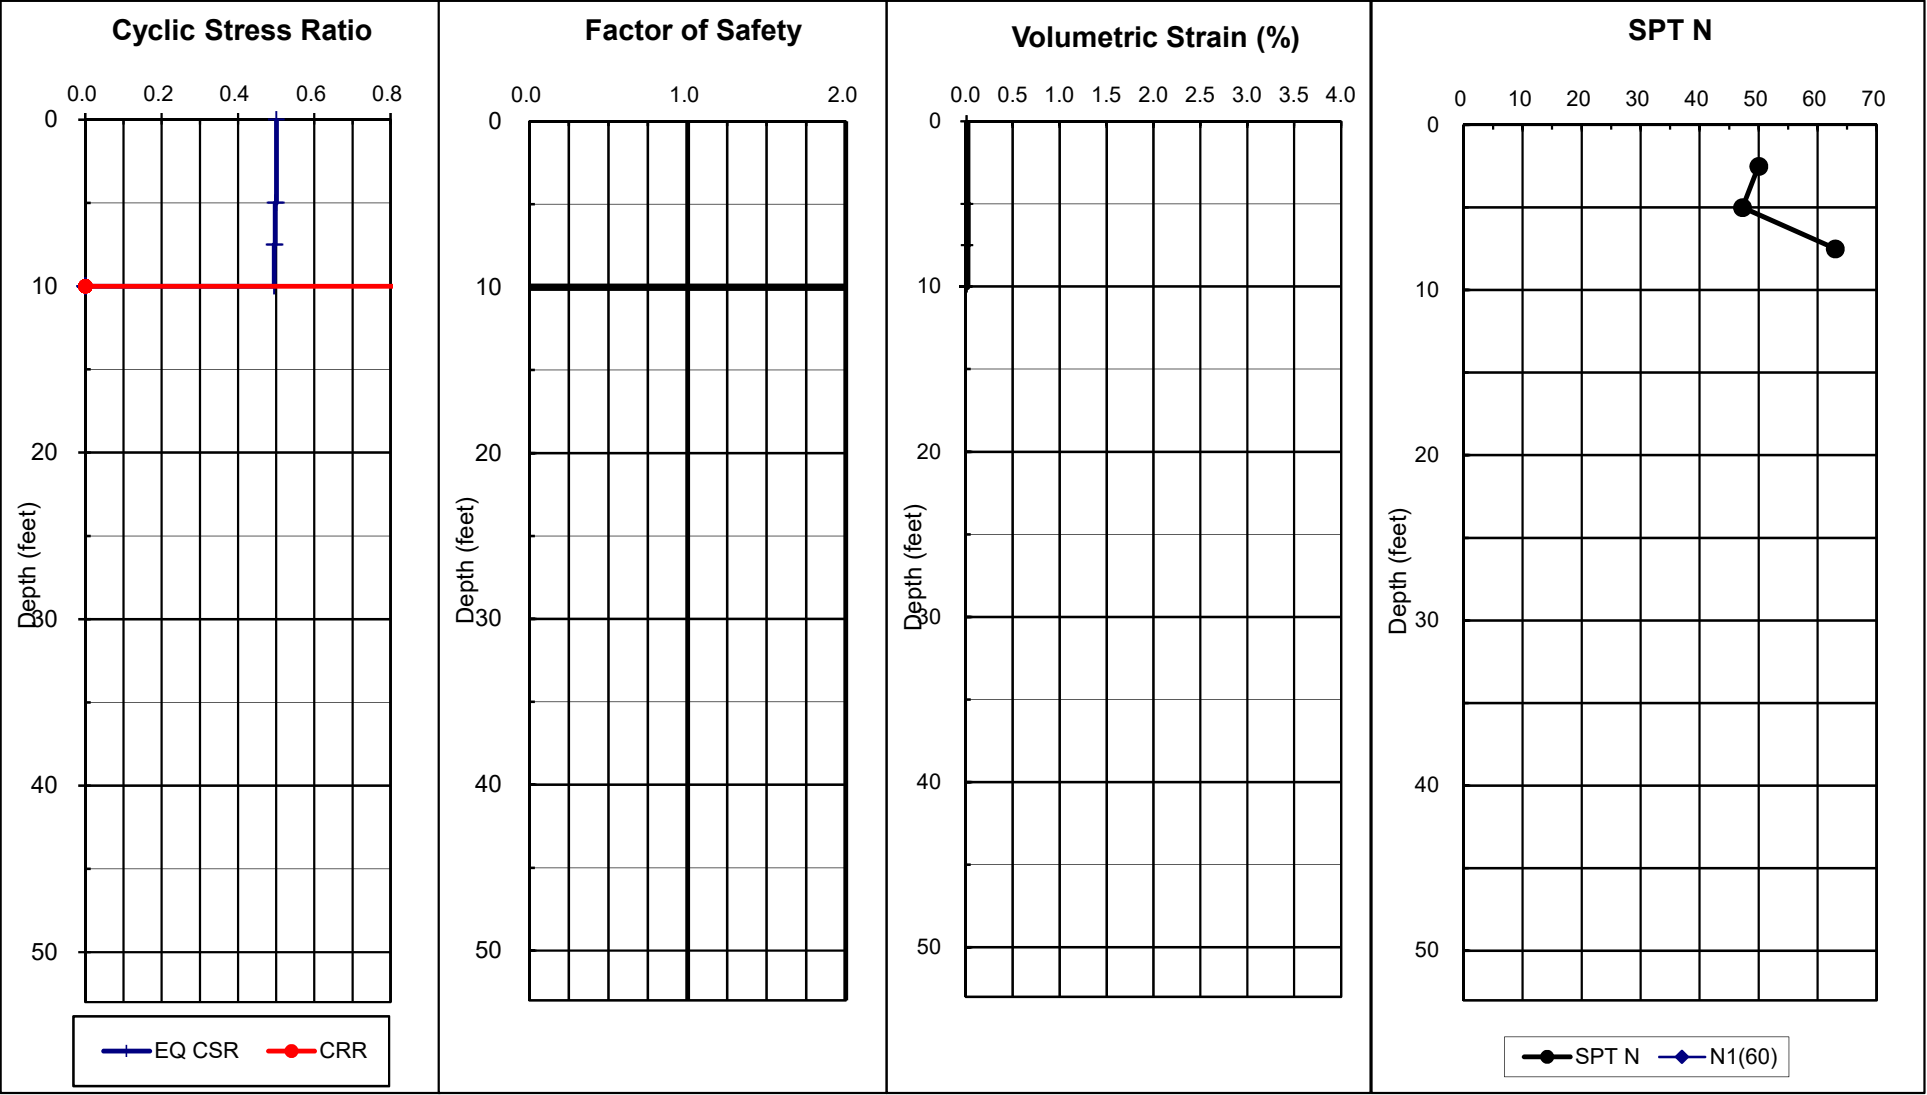 Cyclic Stress Ratio
0.0 0.2 0.4 0.6 0.8
0
10
20
30
40
50
Depth (feet)
EQ CSR CRR
Factor of Safety
0.0 1.0 2.0
0
10
20
30
40
50
Depth (feet)
Volumetric Strain (%)
0.0 0.5 1.0 1.5 2.0 2.5 3.0 3.5 4.0
0
10
20
30
40
50
Depth (feet)
SPT N
0 10 20 30 40 50 60 70
0
10
20
30
40
50
Depth (feet)
SPT N N1(60)